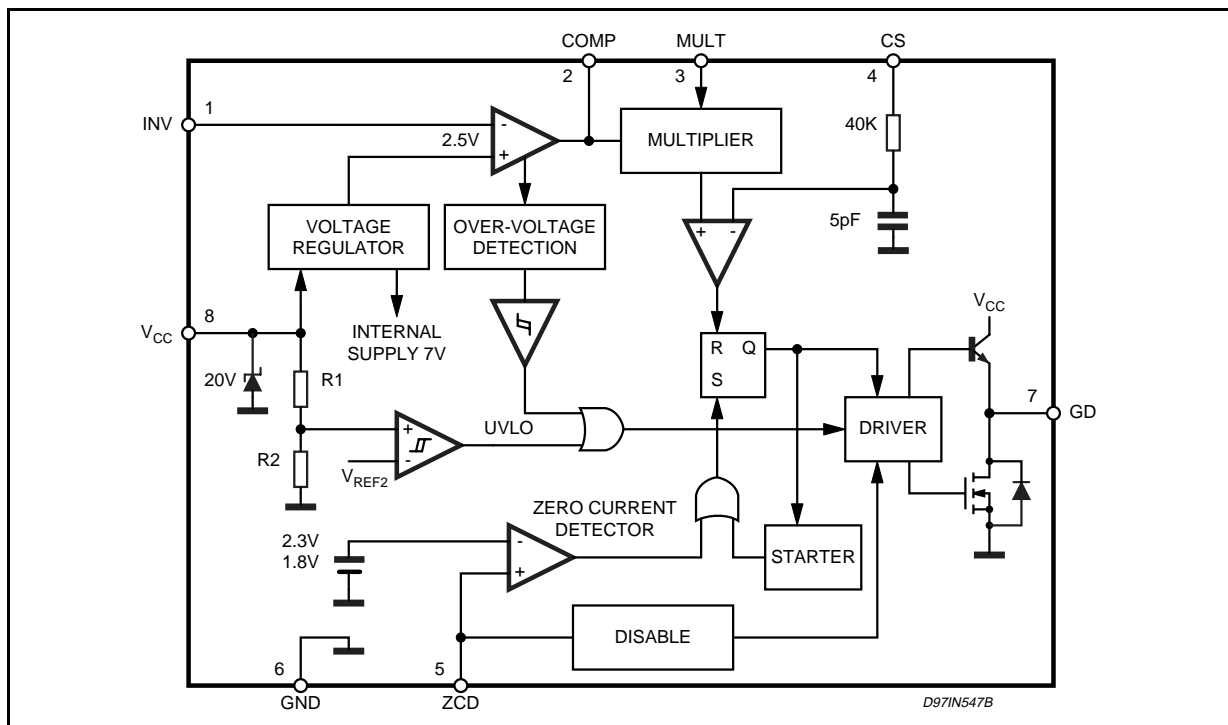 COMP
MULT
CS
2
3
4
1
INV
2.5V
-
+
MULTIPLIER
40K
5pF
VOLTAGE
REGULATOR
OVER-VOLTAGE
DETECTION
+
-
8
VCC
INTERNAL
SUPPLY 7V
VCC
20V
R1
R Q
S
7
GD
R2
+
-
UVLO
VREF2
DRIVER
ZERO CURRENT
DETECTOR
2.3V
1.8V
-
+
STARTER
DISABLE
6
5
GND
ZCD
D97IN547B